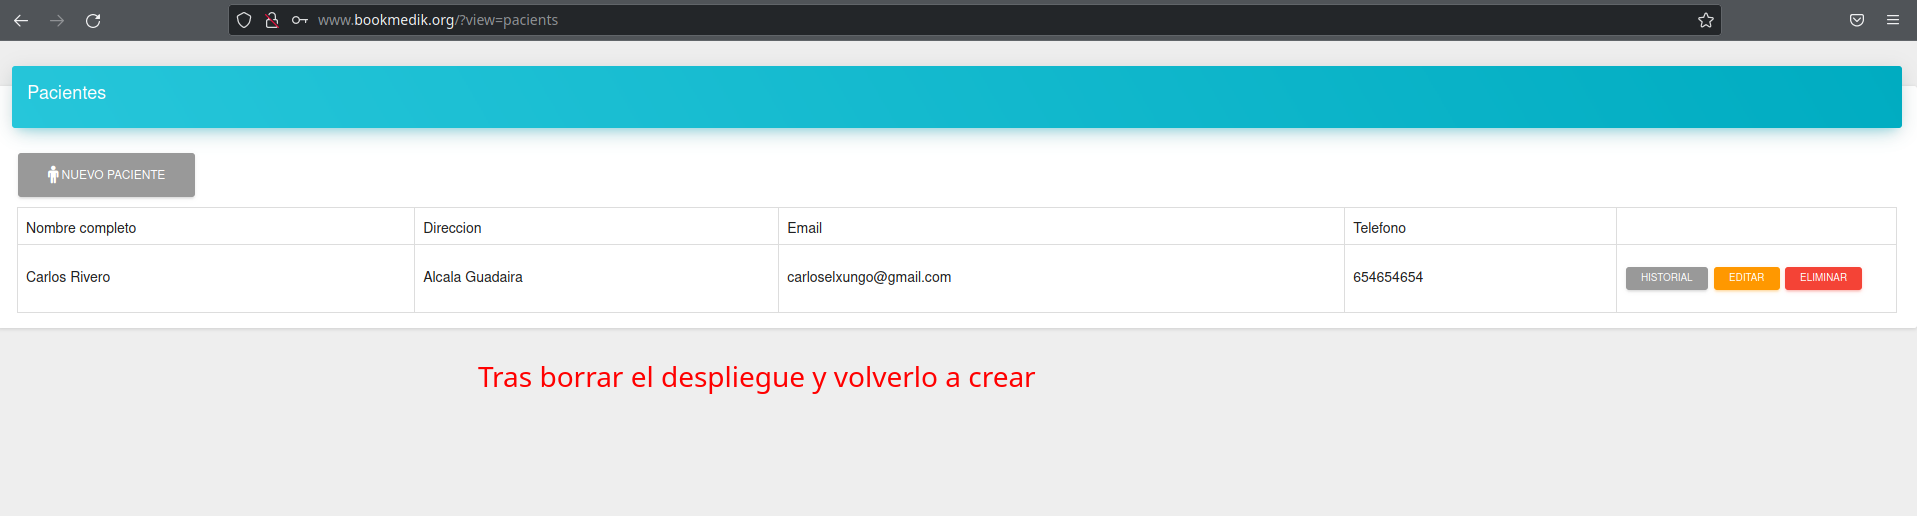 www.bookmedik.org/?view=pacients
Pacientes
NUEVO PACIENTE
Nombre completo Direccion Email Telefono
Carlos Rivero Alcala Guadaira carloselxungo@gmail.com 654654654 HISTORIAL EDITAR ELIMINAR
Tras borrar el despliegue y volverlo a crear